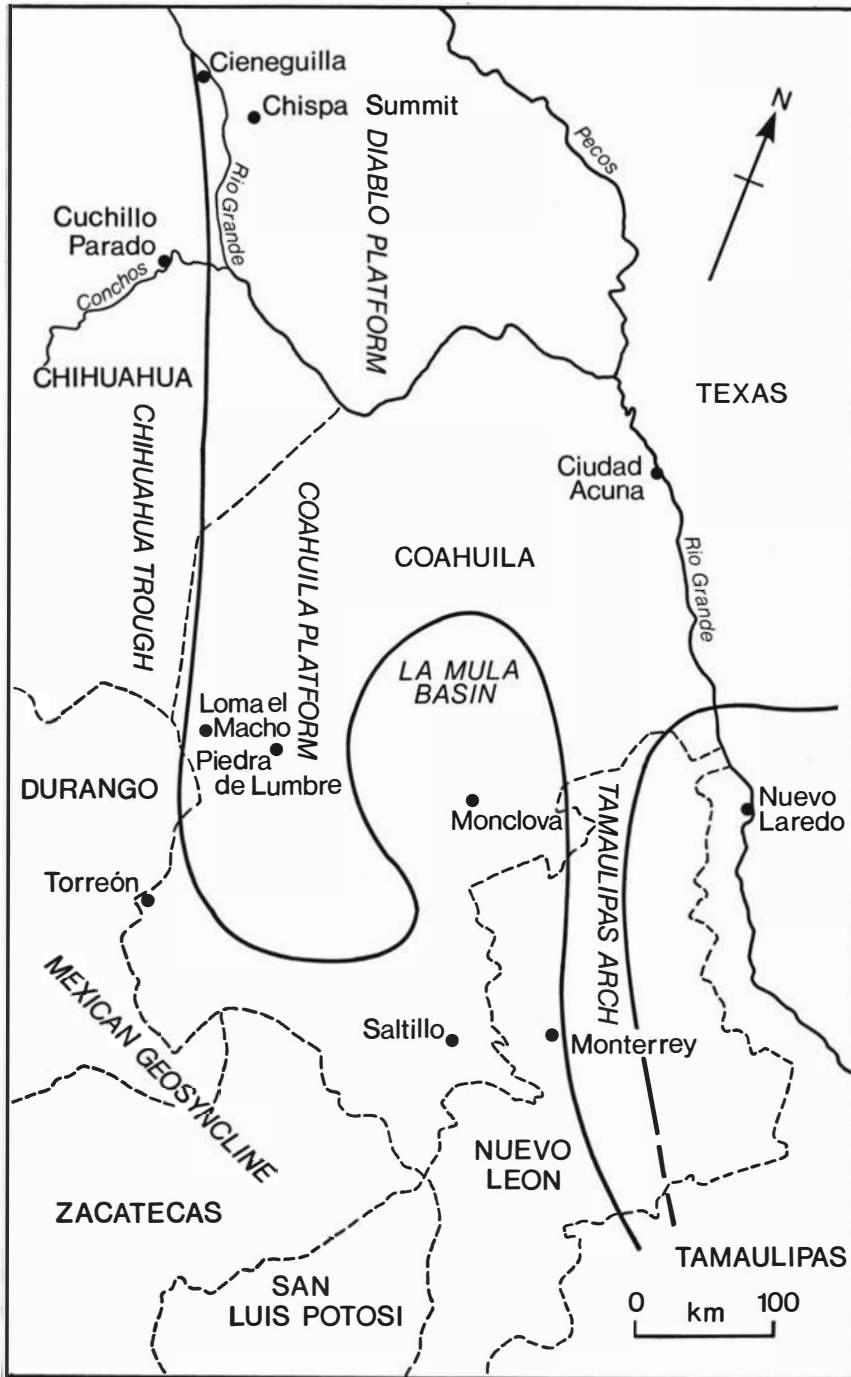 Cieneguilla
Chispa Summit
N
Pecos
DIABLO PLATFORM
Rio Grande
Cuchillo
Parado
Conchos
CHIHUAHUA
TEXAS
CHIHUAHUA TROUGH
Ciudad
Acuna
COAHUILA PLATFORM
COAHUILA
Rio Grande
LA MULA
BASIN
Loma el
Macho
Piedra
de Lumbre
DURANGO
Monclova
TAMAULIPAS ARCH
Nuevo
Laredo
Torreón
MEXICAN GEOSYNCLINE
Saltillo
Monterrey
NUEVO
LEON
ZACATECAS
SAN
LUIS POTOSI
TAMAULIPAS
0 100
km